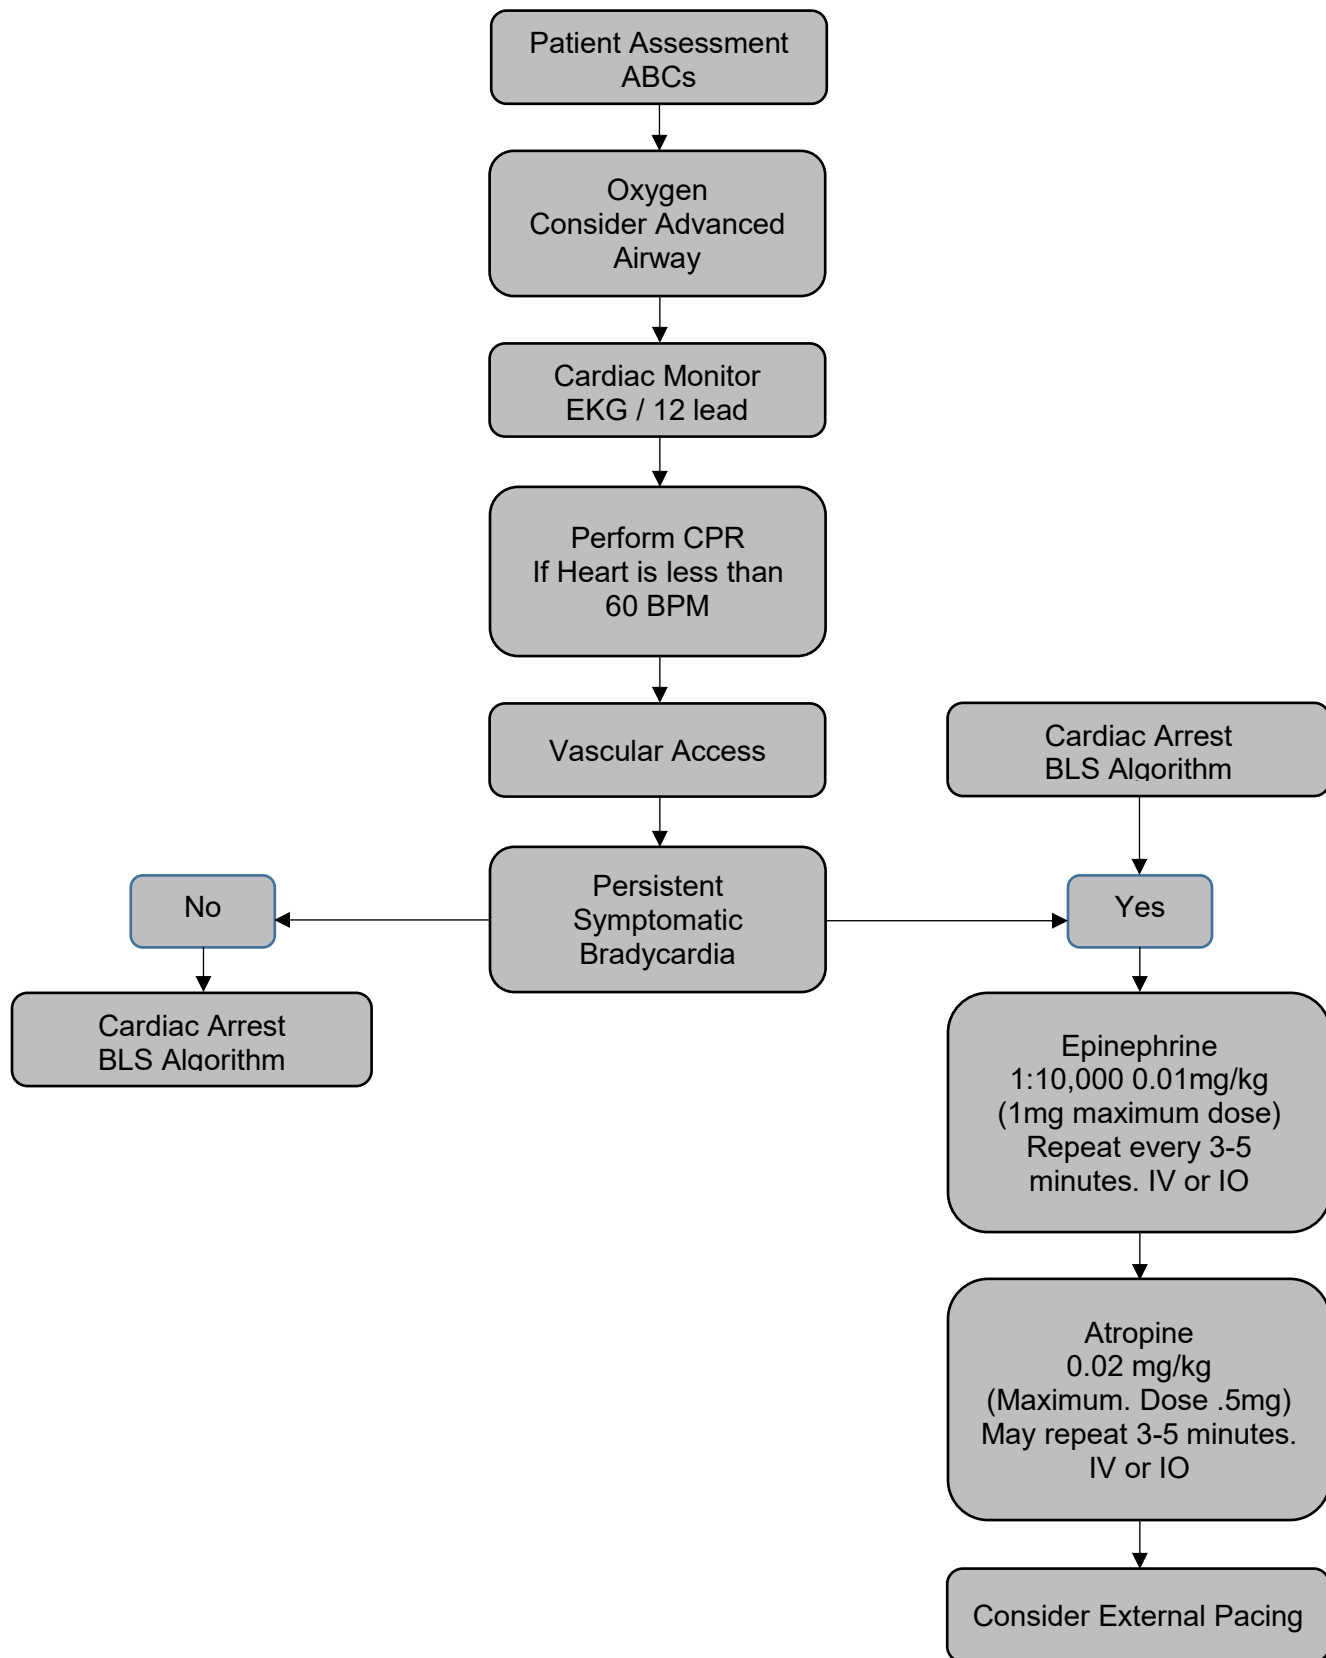 Patient Assessment
ABCs
Oxygen
Consider Advanced
Airway
Cardiac Monitor
EKG / 12 lead
Perform CPR
If Heart is less than
60 BPM
Vascular Access
Cardiac Arrest
BLS Algorithm
Persistent
Symptomatic
Bradycardia
No
Yes
Cardiac Arrest
BLS Algorithm
Epinephrine
1:10,000 0.01mg/kg
(1mg maximum dose)
Repeat every 3-5
minutes. IV or IO
Atropine
0.02 mg/kg
(Maximum. Dose .5mg)
May repeat 3-5 minutes.
IV or IO
Consider External Pacing